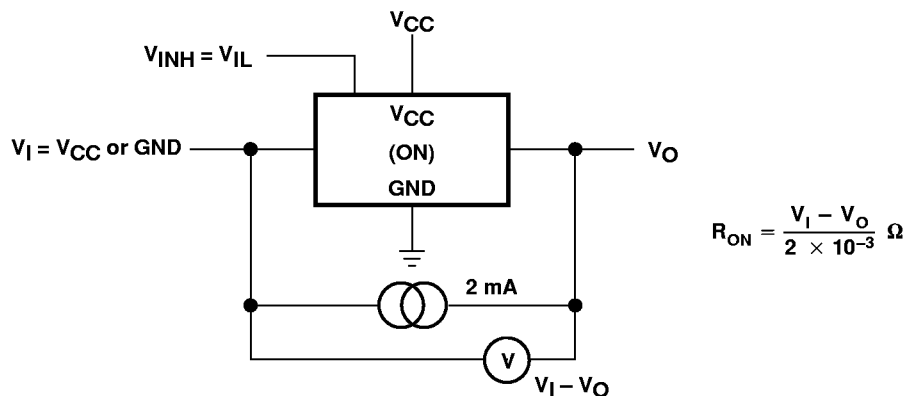 VCC
VINH = VIL
VCC
VI = VCC or GND
(ON)
VO
GND
RON = VI – VO / 2 × 10–3 Ω
2 mA
V
VI – VO